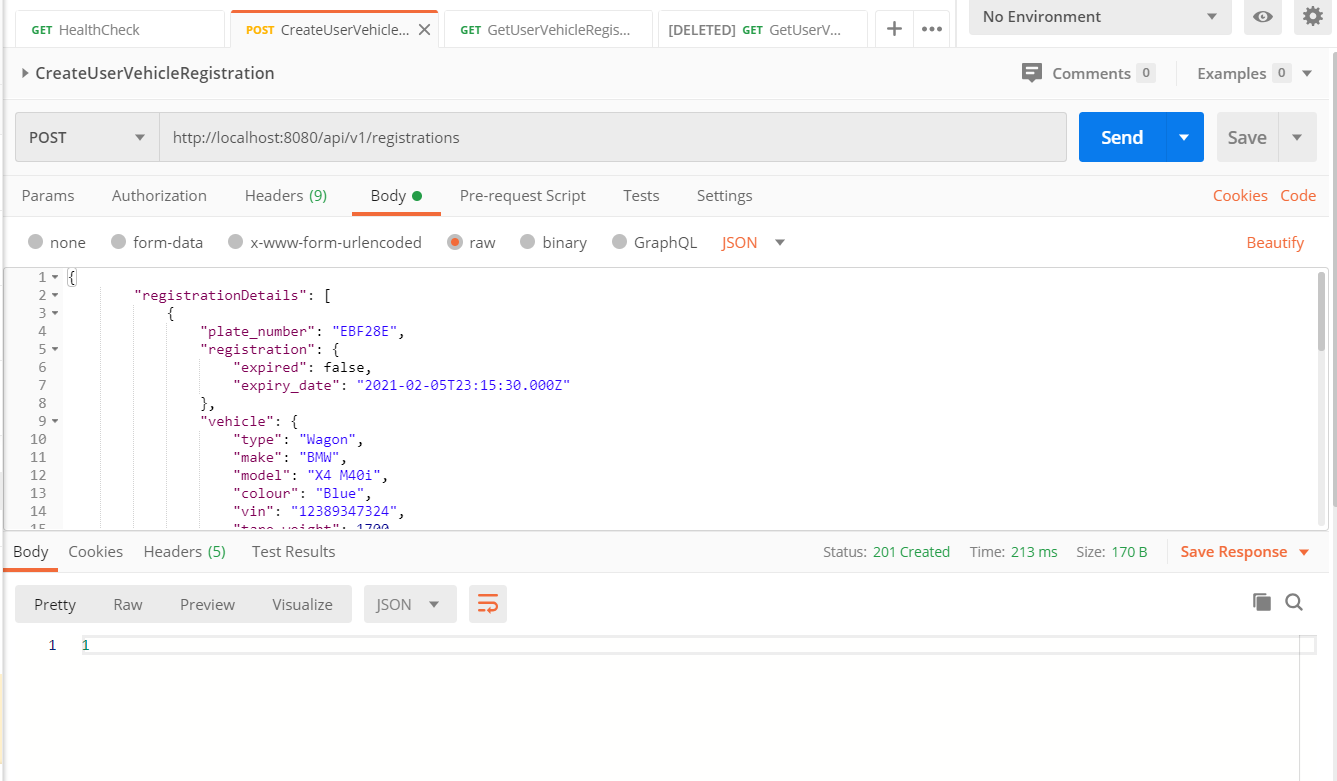 GET HealthCheck POST CreateUserVehicle... GET GetUserVehicleRegis... [DELETED] GET GetUserV... No Environment
CreateUserVehicleRegistration Comments 0 Examples 0
POST http://localhost:8080/api/v1/registrations Send Save
Params Authorization Headers (9) Body Pre-request Script Tests Settings Cookies Code
none form-data x-www-form-urlencoded raw binary GraphQL JSON Beautify
1 {
2 "registrationDetails": [
3 {
4 "plate_number": "EBF28E",
5 "registration": {
6 "expired": false,
7 "expiry_date": "2021-02-05T23:15:30.000Z"
8 },
9 "vehicle": {
10 "type": "Wagon",
11 "make": "BMW",
12 "model": "X4 M40i",
13 "colour": "Blue",
14 "vin": "12389347324",
15 "tare_weight": 1700
Body Cookies Headers (5) Test Results Status: 201 Created Time: 213 ms Size: 170 B Save Response
Pretty Raw Preview Visualize JSON
1 1